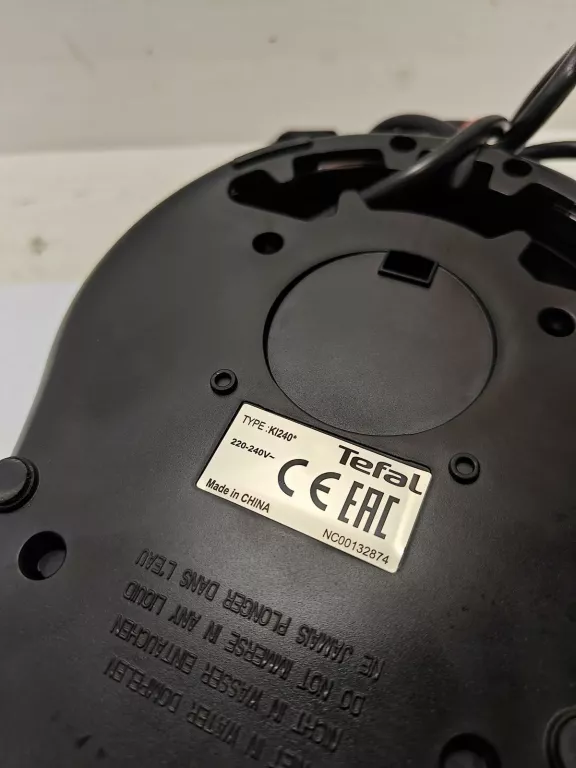 TYPE :KI240*
Tefal
220-240V~
CE EAC
Made in CHINA
NC00132874
NE JAMAIS PLONGER DANS L'EAU
DO NOT IMMERSE IN ANY LIQUID
NICHT IN WASSER EINTAUCHEN
NIET IN WATER DOMPELEN